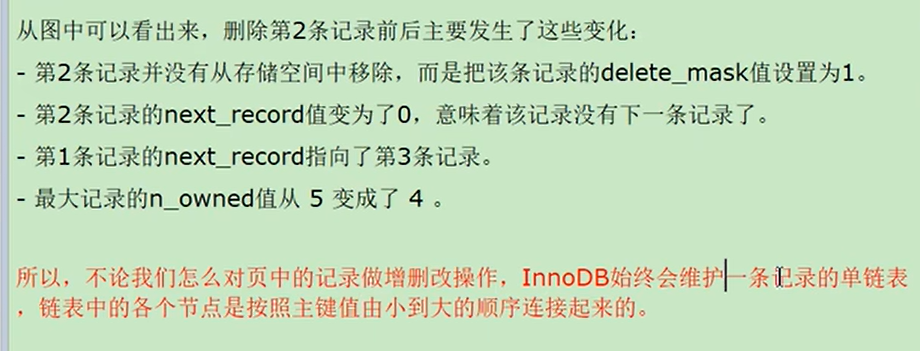 从图中可以看出来，删除第2条记录前后主要发生了这些变化：
- 第2条记录并没有从存储空间中移除，而是把该条记录的delete_mask值设置为1。
- 第2条记录的next_record值变为了0，意味着该记录没有下一条记录了。
- 第1条记录的next_record指向了第3条记录。
- 最大记录的n_owned值从 5 变成了 4 。
所以，不论我们怎么对页中的记录做增删改操作，InnoDB始终会维护一条记录的单链表
，链表中的各个节点是按照主键值由小到大的顺序连接起来的。